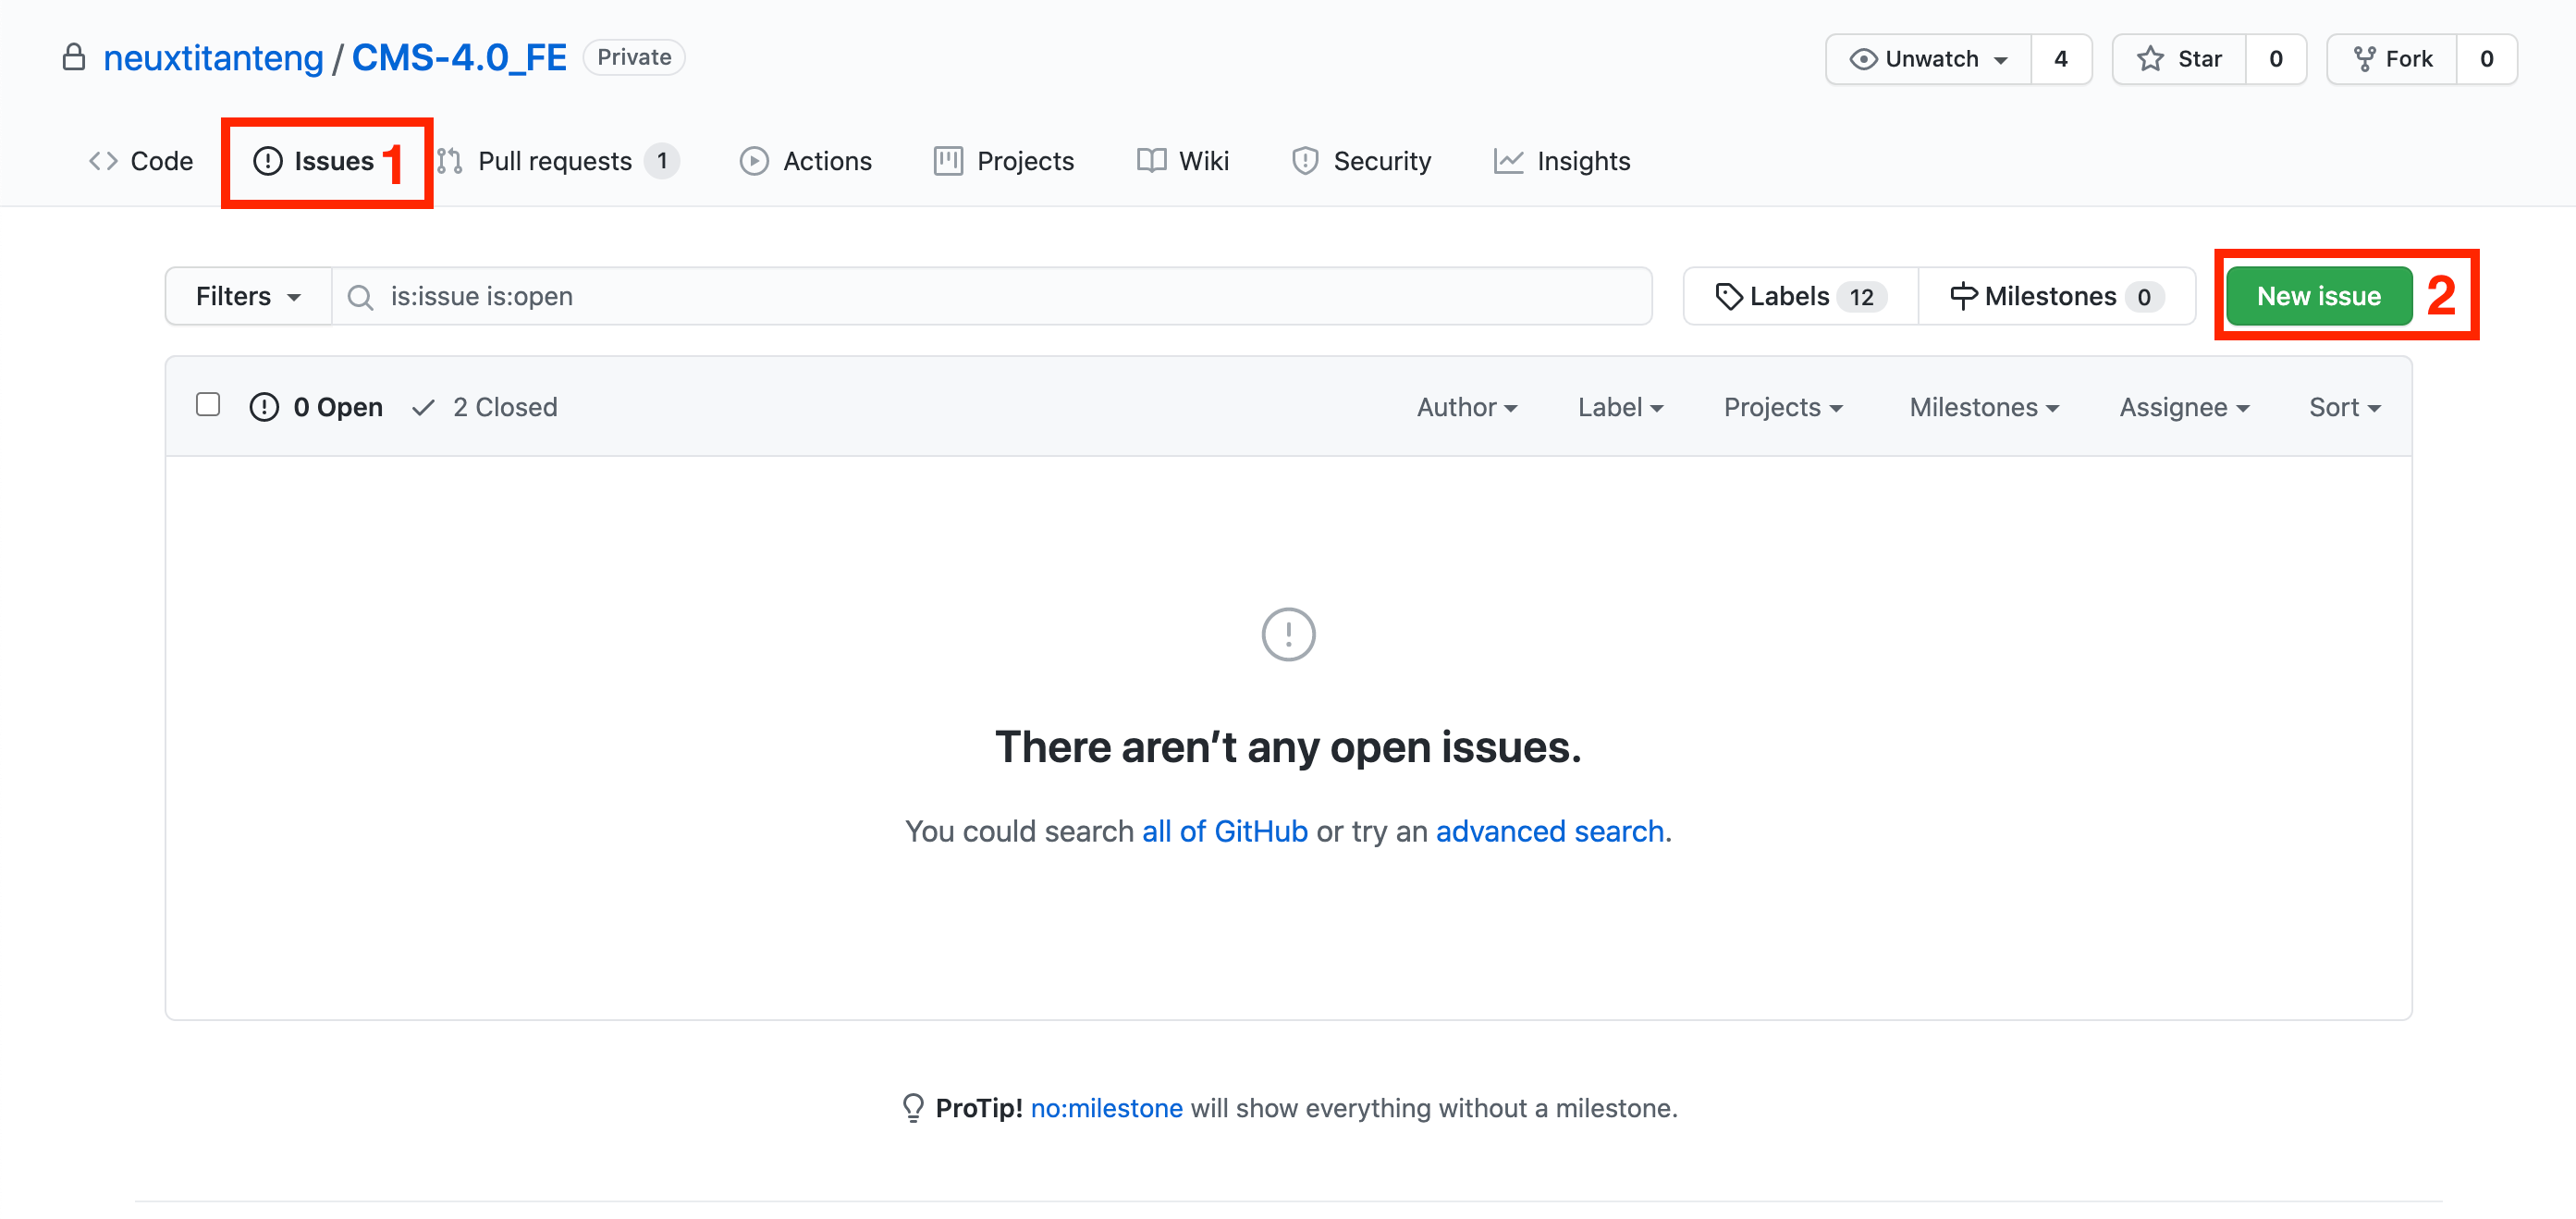 neuxtitanteng / CMS-4.0_FE Private Unwatch 4 Star 0 Fork 0
Code Issues 1 Pull requests 1 Actions Projects Wiki Security Insights
Filters is:issue is:open Labels 12 Milestones 0 New issue 2
0 Open 2 Closed Author Label Projects Milestones Assignee Sort
There aren’t any open issues.
You could search all of GitHub or try an advanced search.
ProTip! no:milestone will show everything without a milestone.